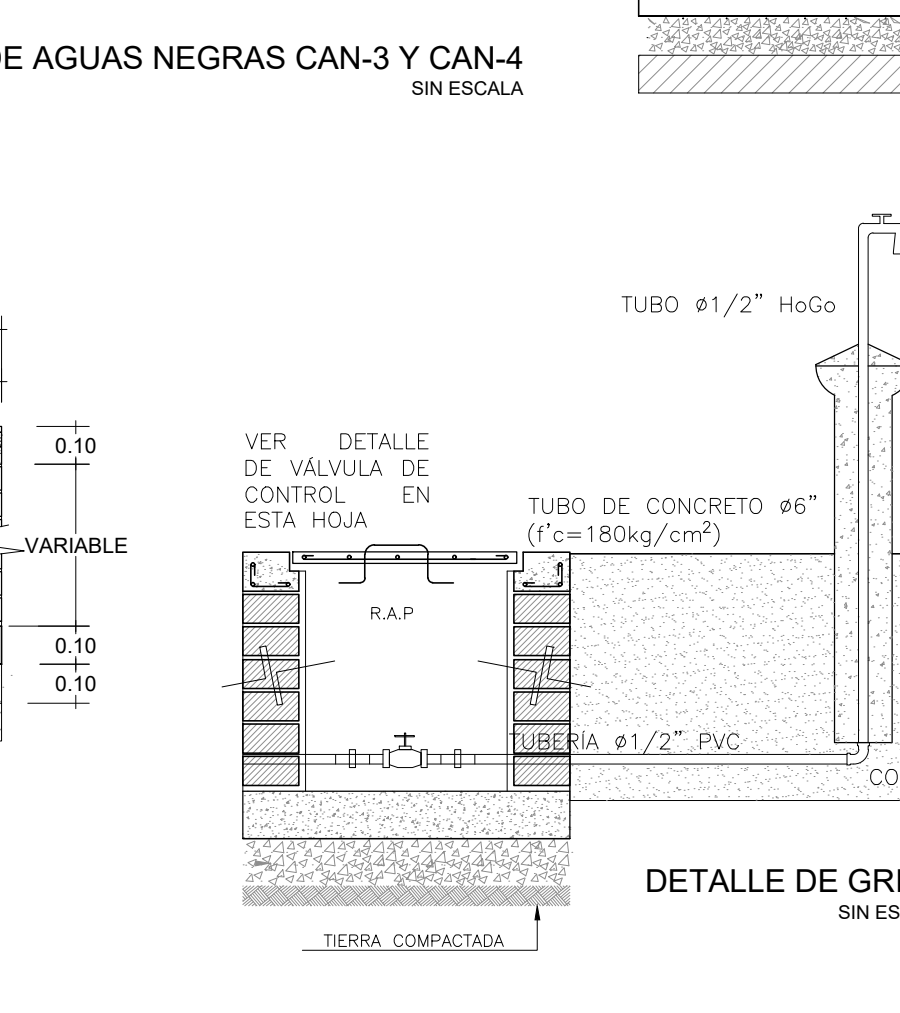 DE AGUAS NEGRAS CAN-3 Y CAN-4
SIN ESCALA
TUBO ø1/2" HoGo
0.10
VARIABLE
0.10
0.10
VER DETALLE
DE VÁLVULA DE
CONTROL EN
ESTA HOJA
TUBO DE CONCRETO ø6"
(f'c=180kg/cm²)
R.A.P
TUBERÍA ø1/2" PVC
CO
DETALLE DE GRI
SIN ES
TIERRA COMPACTADA